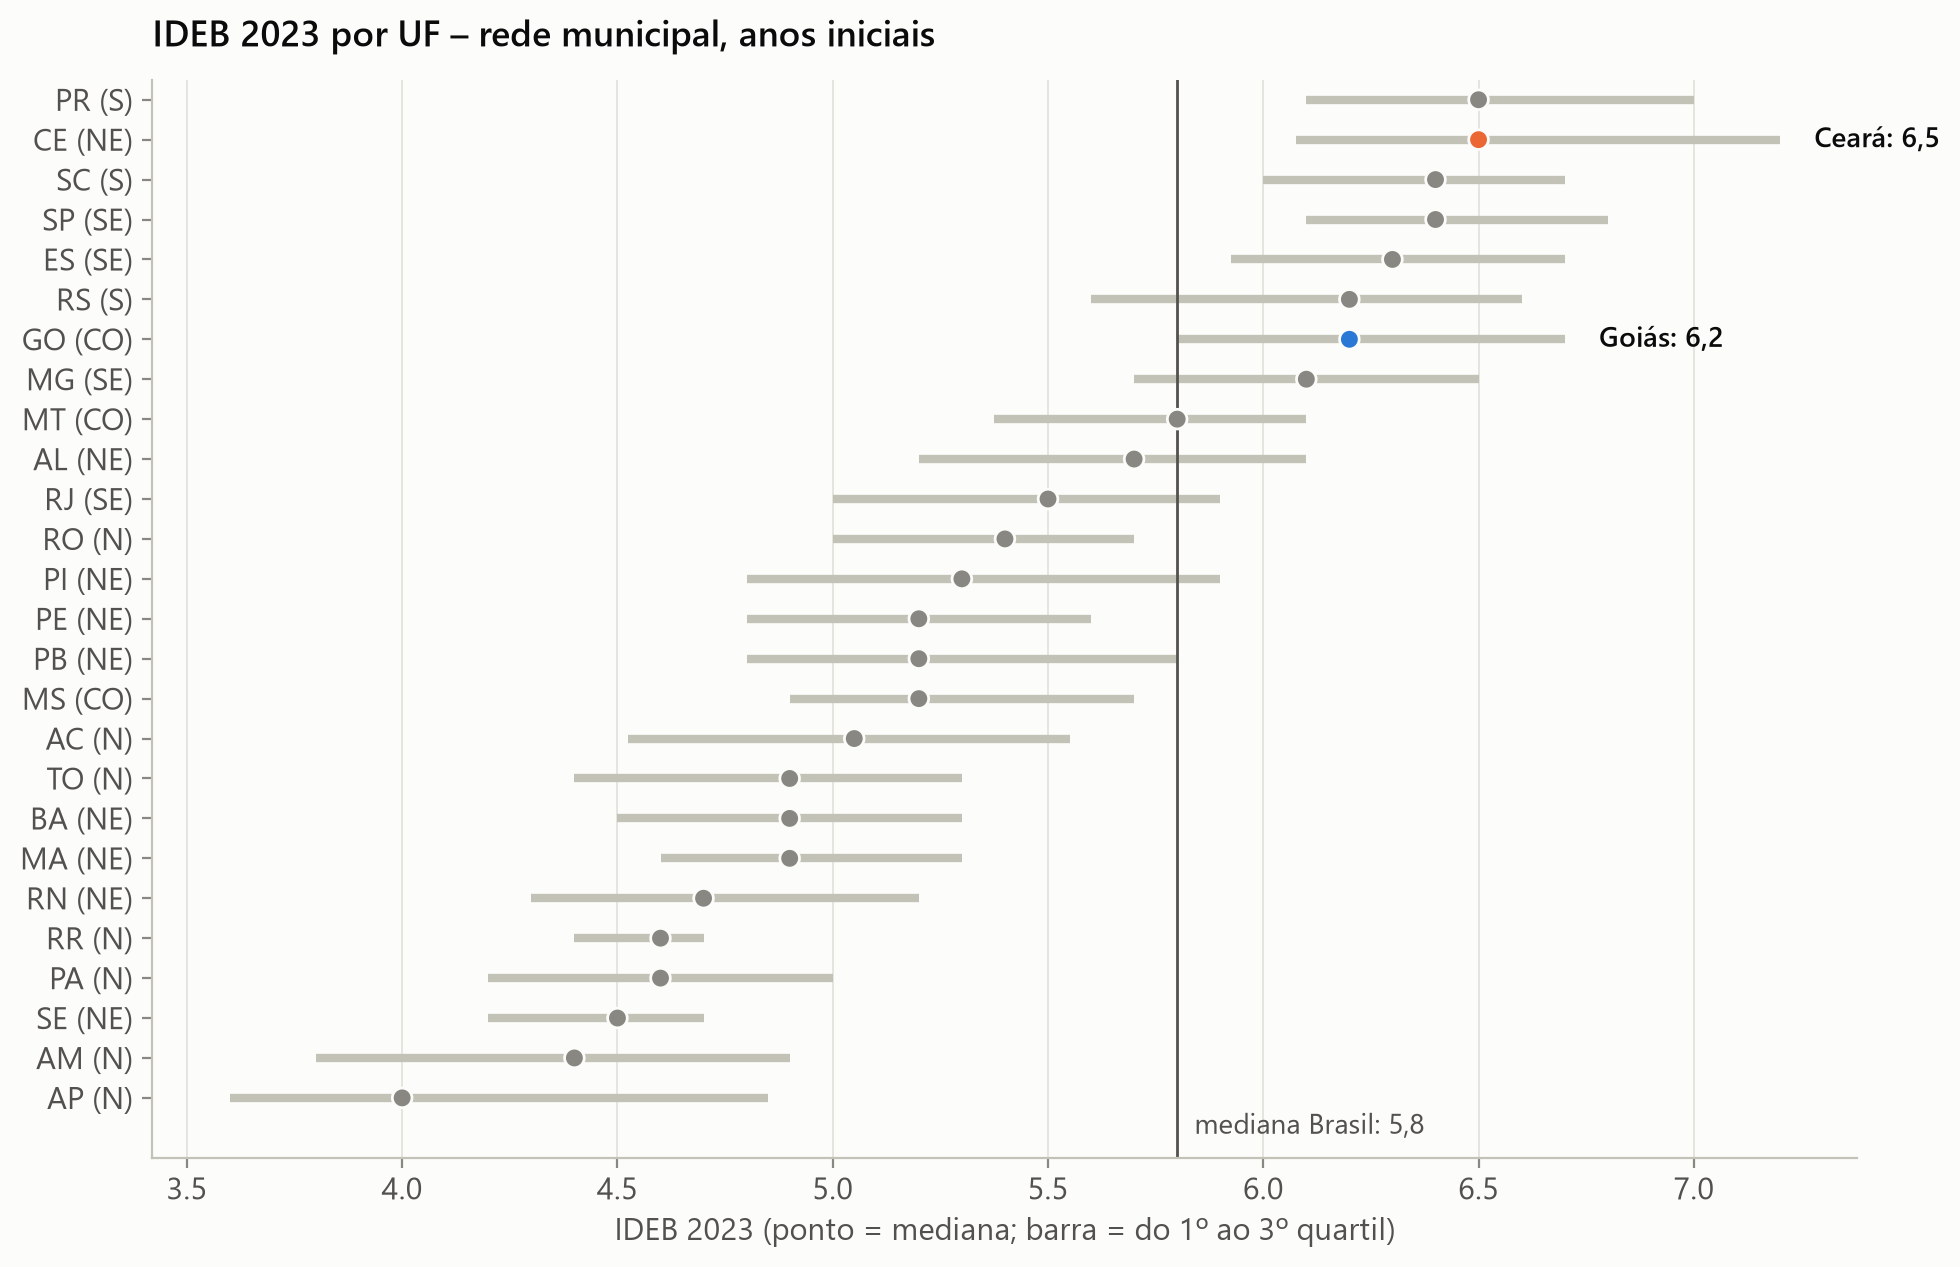 IDEB 2023 por UF – rede municipal, anos iniciais
PR (S)
CE (NE)
Ceará: 6,5
SC (S)
SP (SE)
ES (SE)
RS (S)
GO (CO)
Goiás: 6,2
MG (SE)
MT (CO)
AL (NE)
RJ (SE)
RO (N)
PI (NE)
PE (NE)
PB (NE)
MS (CO)
AC (N)
TO (N)
BA (NE)
MA (NE)
RN (NE)
RR (N)
PA (N)
SE (NE)
AM (N)
AP (N)
mediana Brasil: 5,8
3.5 4.0 4.5 5.0 5.5 6.0 6.5 7.0
IDEB 2023 (ponto = mediana; barra = do 1º ao 3º quartil)